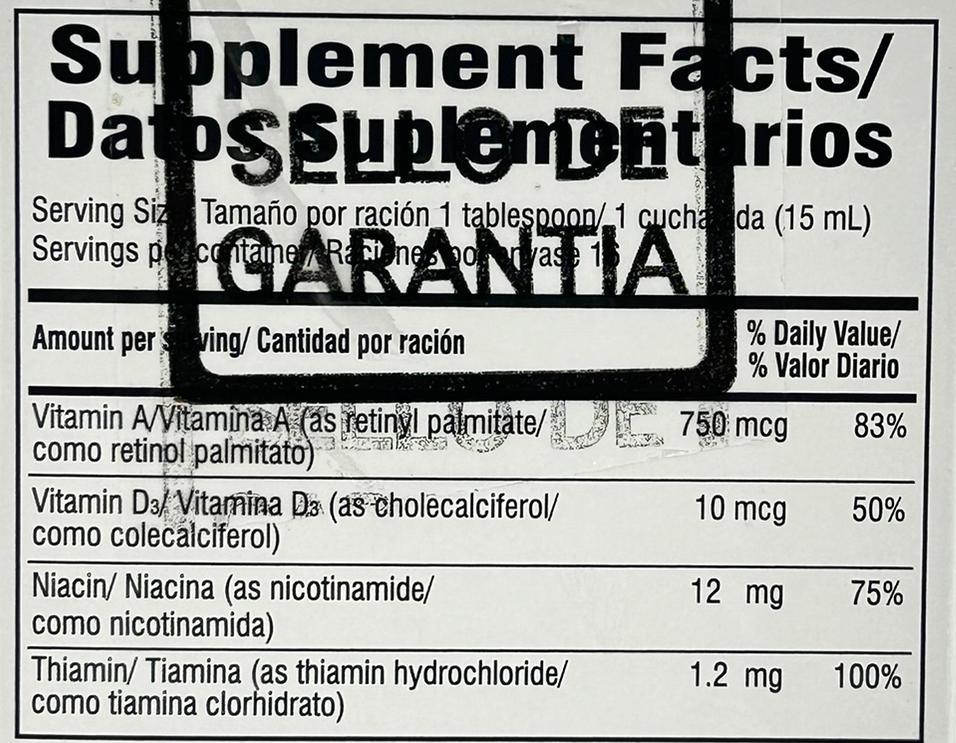 Supplement Facts/
Datos Suplementarios
SELLO DE
Serving Size/ Tamaño por ración 1 tablespoon/ 1 cucharada (15 mL)
Servings per container/ Raciones por envase 16
GARANTIA
Amount per serving/ Cantidad por ración
% Daily Value/
% Valor Diario
Vitamin A/Vitamina A (as retinyl palmitate/ 750 mcg 83%
como retinol palmitato)
SELLO DE
Vitamin D3/ Vitamina D3 (as cholecalciferol/ 10 mcg 50%
como colecalciferol)
Niacin/ Niacina (as nicotinamide/ 12 mg 75%
como nicotinamida)
Thiamin/ Tiamina (as thiamin hydrochloride/ 1.2 mg 100%
como tiamina clorhidrato)